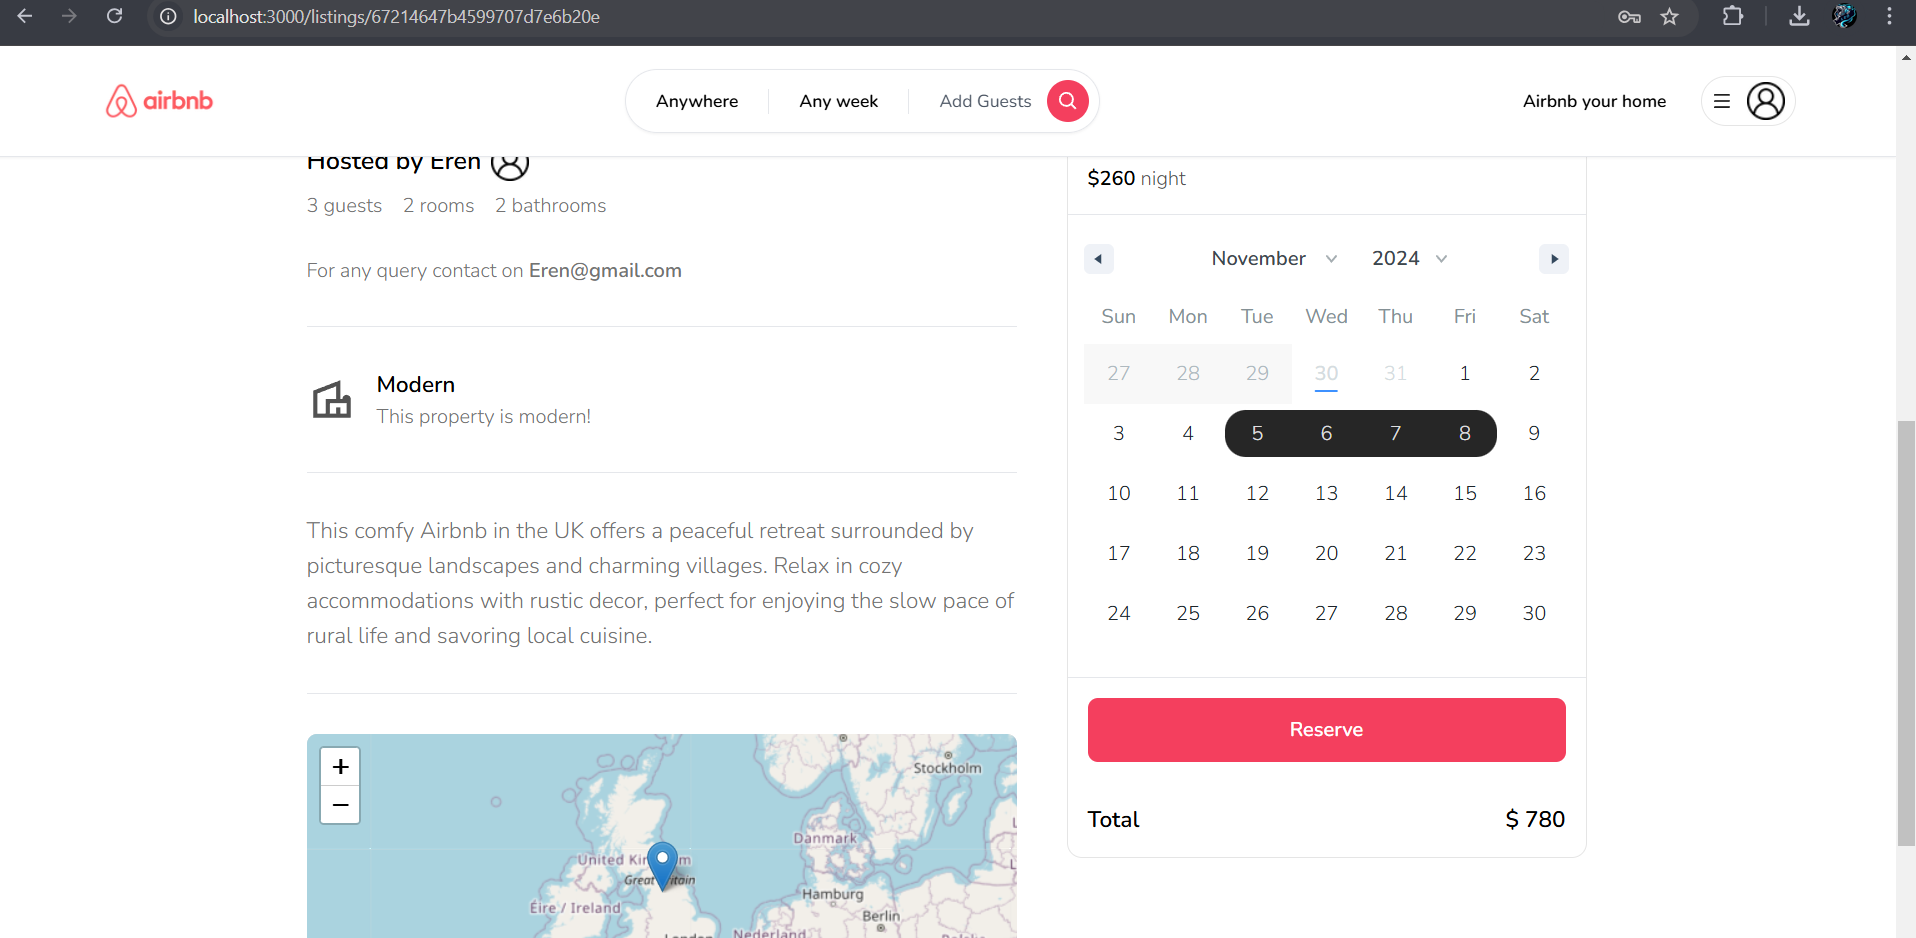 localhost:3000/listings/67214647b4599707d7e6b20e
airbnb
Anywhere
Any week
Add Guests
Airbnb your home
Hosted by Eren
3 guests 2 rooms 2 bathrooms
For any query contact on Eren@gmail.com
Modern
This property is modern!
This comfy Airbnb in the UK offers a peaceful retreat surrounded by
picturesque landscapes and charming villages. Relax in cozy
accommodations with rustic decor, perfect for enjoying the slow pace of
rural life and savoring local cuisine.
+
−
Stockholm
Danmark
United Kingdom
Great Britain
Hamburg
Éire / Ireland
Berlin
London
Nederland
$260 night
November 2024
Sun Mon Tue Wed Thu Fri Sat
27 28 29 30 31 1 2
3 4 5 6 7 8 9
10 11 12 13 14 15 16
17 18 19 20 21 22 23
24 25 26 27 28 29 30
Reserve
Total $ 780